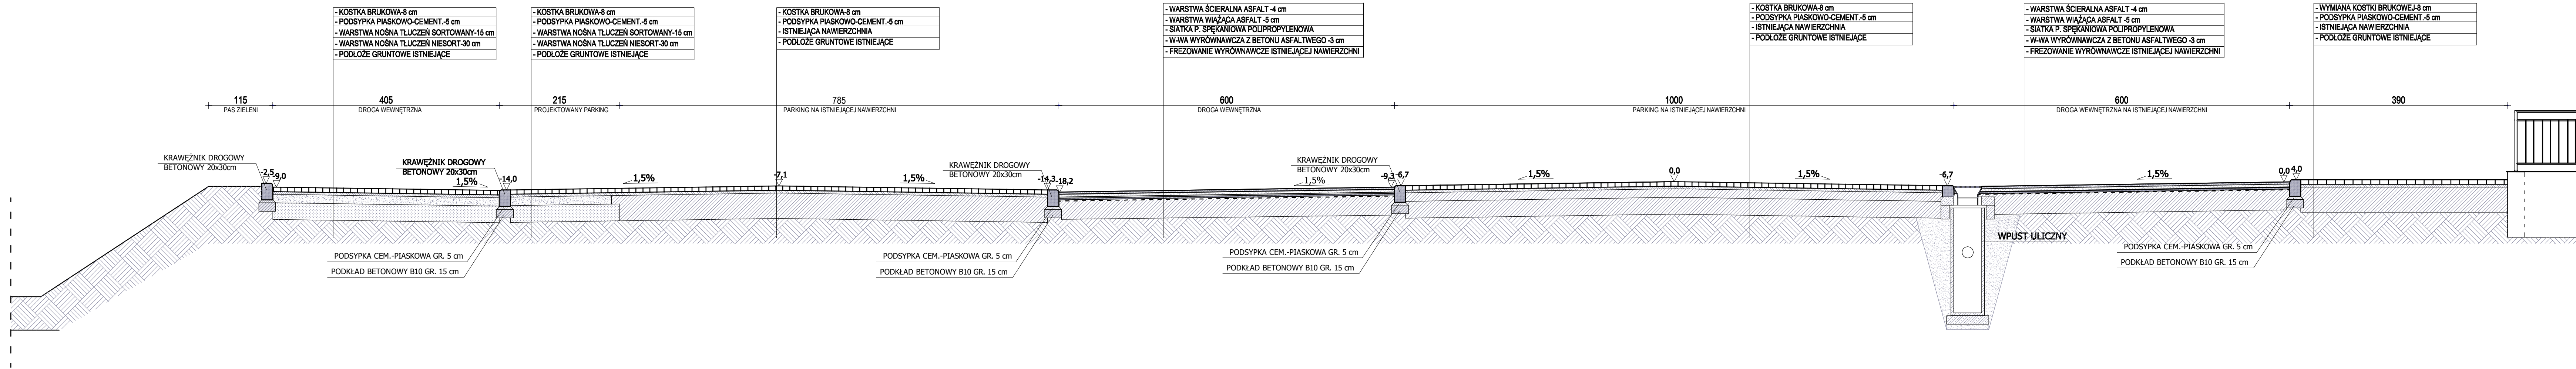 - KOSTKA BRUKOWA-8 cm
- PODSYPKA PIASKOWO-CEMENT.-5 cm
- WARSTWA NOŚNA TŁUCZEŃ SORTOWANY-15 cm
- WARSTWA NOŚNA TŁUCZEŃ NIESORT-30 cm
- PODŁOŻE GRUNTOWE ISTNIEJĄCE
- KOSTKA BRUKOWA-8 cm
- PODSYPKA PIASKOWO-CEMENT.-5 cm
- WARSTWA NOŚNA TŁUCZEŃ SORTOWANY-15 cm
- WARSTWA NOŚNA TŁUCZEŃ NIESORT-30 cm
- PODŁOŻE GRUNTOWE ISTNIEJĄCE
- KOSTKA BRUKOWA-8 cm
- PODSYPKA PIASKOWO-CEMENT.-5 cm
- ISTNIEJĄCA NAWIERZCHNIA
- PODŁOŻE GRUNTOWE ISTNIEJĄCE
- WARSTWA ŚCIERALNA ASFALT -4 cm
- WARSTWA WIĄŻĄCA ASFALT -5 cm
- SIATKA P. SPĘKANIOWA POLIPROPYLENOWA
- W-WA WYRÓWNAWCZA Z BETONU ASFALTWEGO -3 cm
- FREZOWANIE WYRÓWNAWCZE ISTNIEJĄCEJ NAWIERZCHNI
- KOSTKA BRUKOWA-8 cm
- PODSYPKA PIASKOWO-CEMENT.-5 cm
- ISTNIEJĄCA NAWIERZCHNIA
- PODŁOŻE GRUNTOWE ISTNIEJĄCE
- WARSTWA ŚCIERALNA ASFALT -4 cm
- WARSTWA WIĄŻĄCA ASFALT -5 cm
- SIATKA P. SPĘKANIOWA POLIPROPYLENOWA
- W-WA WYRÓWNAWCZA Z BETONU ASFALTWEGO -3 cm
- FREZOWANIE WYRÓWNAWCZE ISTNIEJĄCEJ NAWIERZCHNI
- WYMIANA KOSTKI BRUKOWEJ-8 cm
- PODSYPKA PIASKOWO-CEMENT.-5 cm
- ISTNIEJĄCA NAWIERZCHNIA
- PODŁOŻE GRUNTOWE ISTNIEJĄCE
115
PAS ZIELENI
405
DROGA WEWNĘTRZNA
215
PROJEKTOWANY PARKING
785
PARKING NA ISTNIEJĄCEJ NAWIERZCHNI
600
DROGA WEWNĘTRZNA
1000
PARKING NA ISTNIEJĄCEJ NAWIERZCHNI
600
DROGA WEWNĘTRZNA NA ISTNIEJĄCEJ NAWIERZCHNI
390
KRAWĘŻNIK DROGOWY
BETONOWY 20x30cm
-2,5
-9,0
KRAWĘŻNIK DROGOWY
BETONOWY 20x30cm
1,5%
-14,0
1,5%
-7,1
1,5%
KRAWĘŻNIK DROGOWY
BETONOWY 20x30cm
-14,3
-18,2
KRAWĘŻNIK DROGOWY
BETONOWY 20x30cm
1,5%
-9,3
-6,7
1,5%
0,0
1,5%
-6,7
1,5%
0,0
4,0
PODSYPKA CEM.-PIASKOWA GR. 5 cm
PODKŁAD BETONOWY B10 GR. 15 cm
PODSYPKA CEM.-PIASKOWA GR. 5 cm
PODKŁAD BETONOWY B10 GR. 15 cm
PODSYPKA CEM.-PIASKOWA GR. 5 cm
PODKŁAD BETONOWY B10 GR. 15 cm
WPUST ULICZNY
PODSYPKA CEM.-PIASKOWA GR. 5 cm
PODKŁAD BETONOWY B10 GR. 15 cm